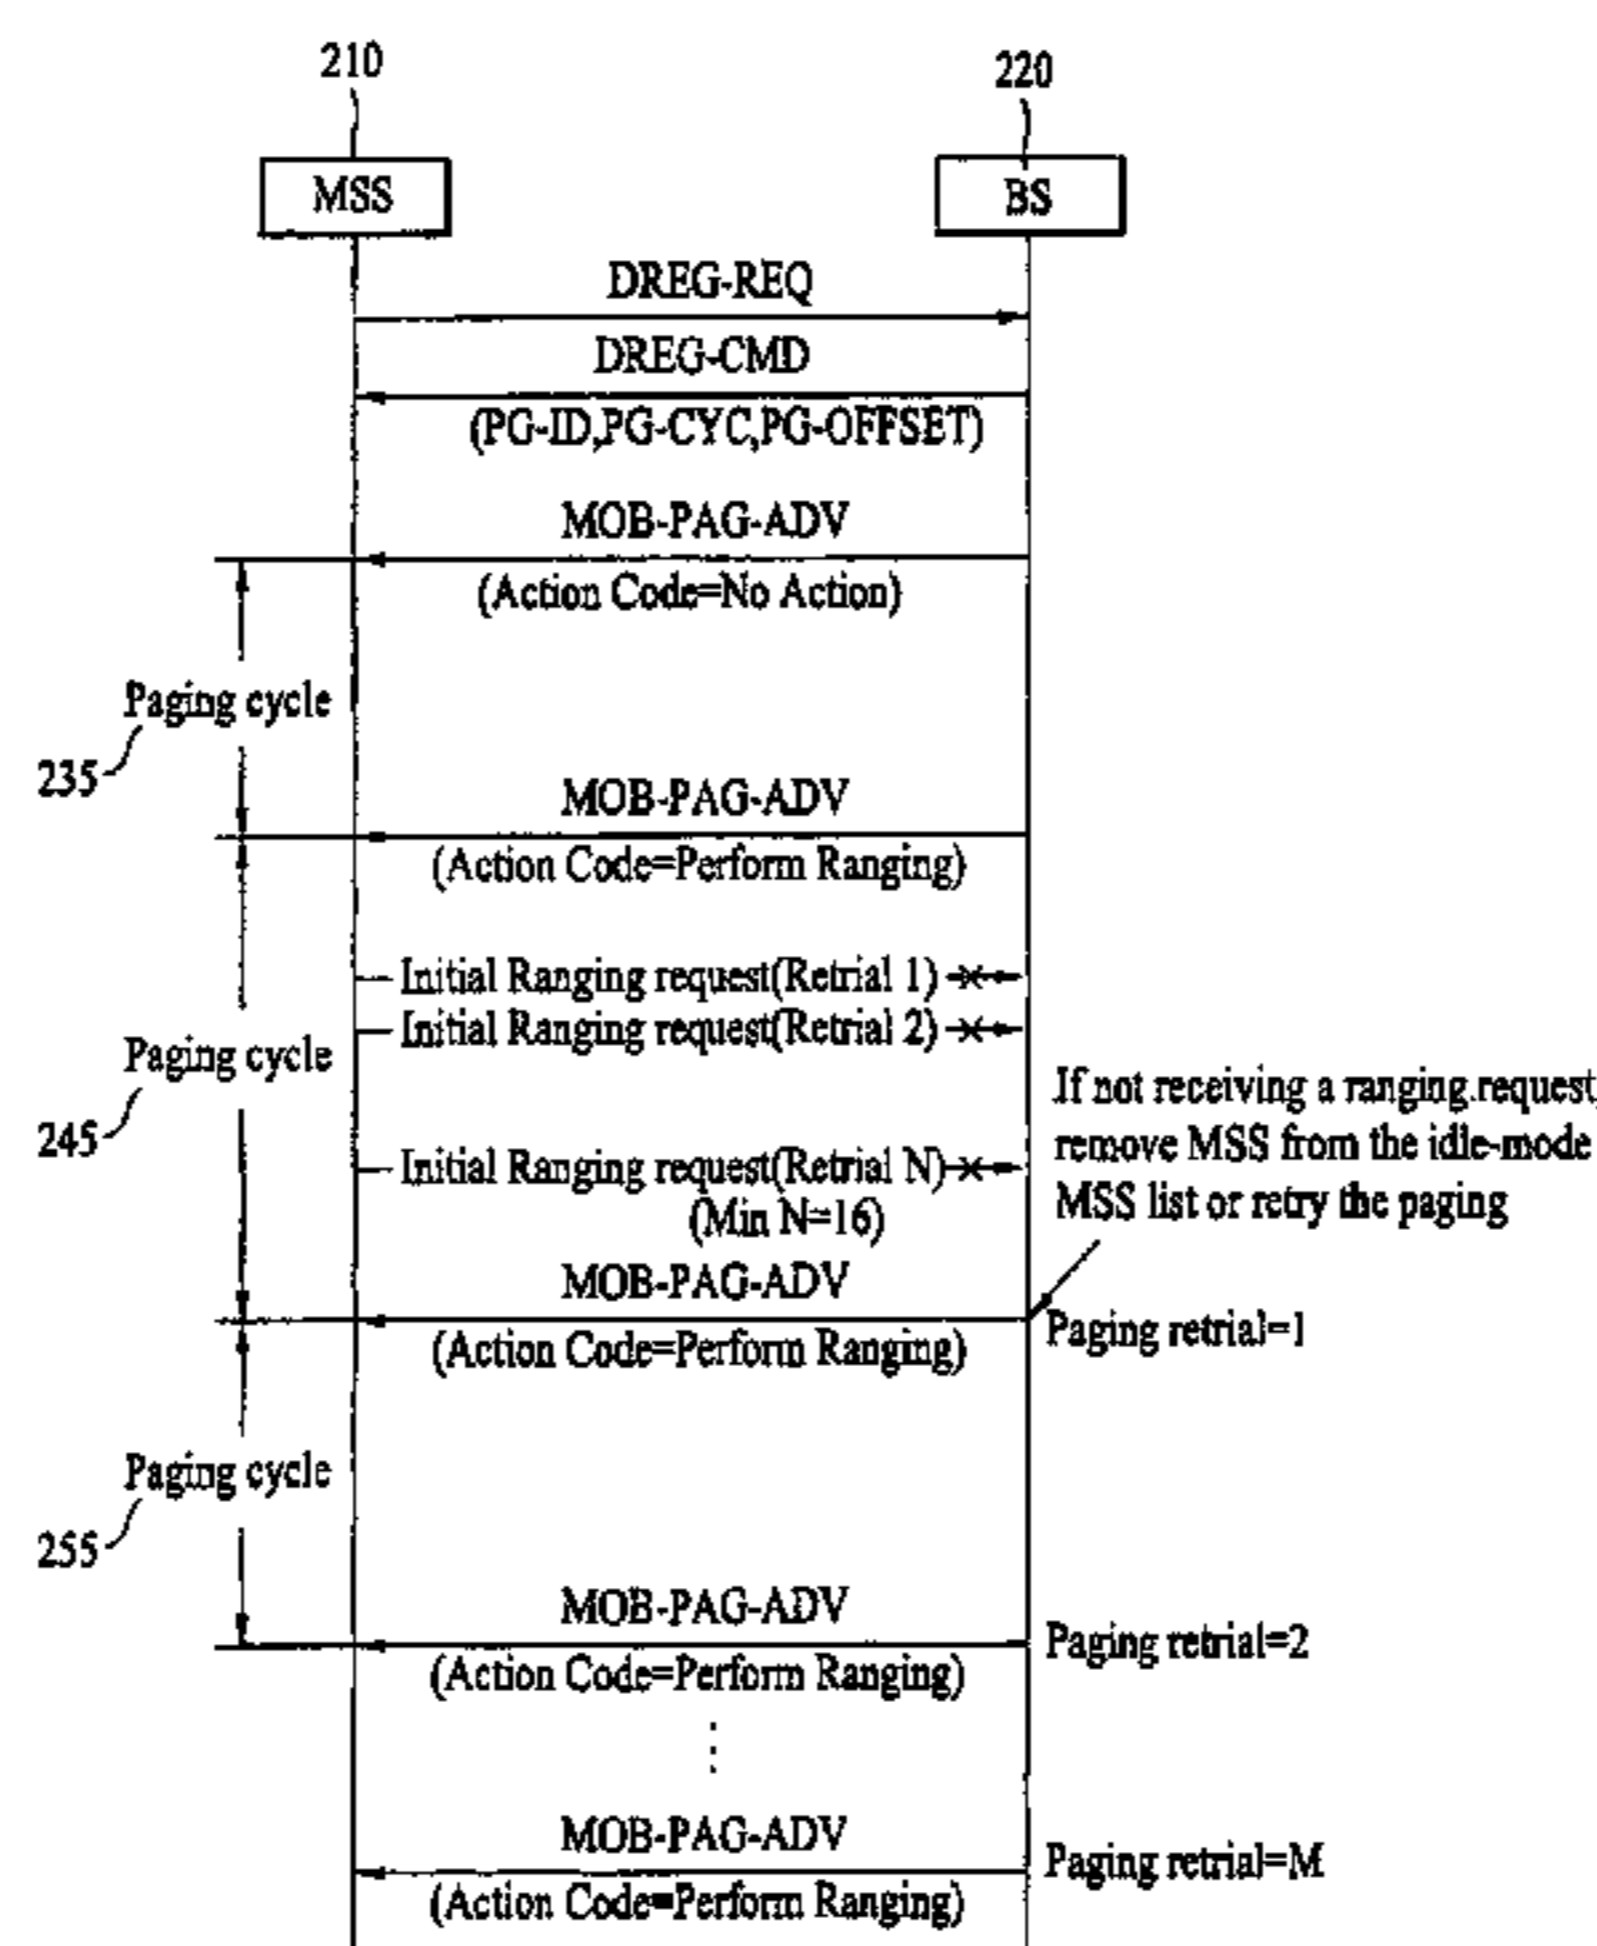 210
220
MSS
BS
DREG-REQ
DREG-CMD
(PG-ID,PG-CYC,PG-OFFSET)
MOB-PAG-ADV
(Action Code=No Action)
Paging cycle
235
MOB-PAG-ADV
(Action Code=Perform Ranging)
Initial Ranging request(Retrial 1)
Initial Ranging request(Retrial 2)
Paging cycle
245
If not receiving a ranging request,
remove MSS from the idle-mode
MSS list or retry the paging
Initial Ranging request(Retrial N)
(Min N=16)
MOB-PAG-ADV
Paging retrial=1
(Action Code=Perform Ranging)
Paging cycle
255
MOB-PAG-ADV
Paging retrial=2
(Action Code=Perform Ranging)
MOB-PAG-ADV
Paging retrial=M
(Action Code=Perform Ranging)